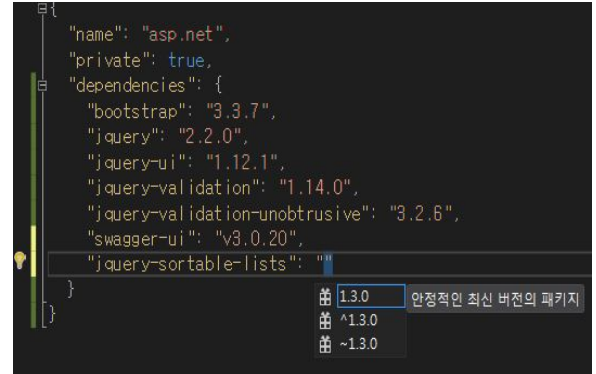 {
"name": "asp.net",
"private": true,
"dependencies": {
"bootstrap": "3.3.7",
"jquery": "2.2.0",
"jquery-ui": "1.12.1",
"jquery-validation": "1.14.0",
"jquery-validation-unobtrusive": "3.2.6",
"swagger-ui": "v3.0.20",
"jquery-sortable-lists": ""
}
1.3.0 안정적인 최신 버전의 패키지
}
^1.3.0
~1.3.0